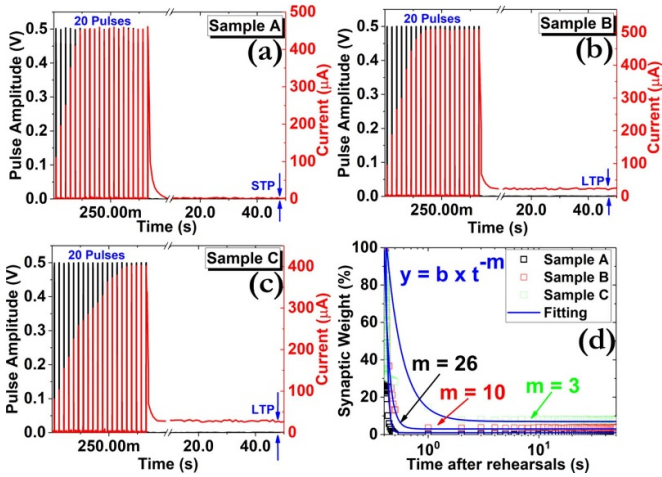 Sample A
20 Pulses
(a)
STP
Pulse Amplitude (V)
0.5
0.4
0.3
0.2
0.1
0.0
500
400
300
200
100
0
Current (μA)
250.00m 20.0 40.0
Time (s)
Sample B
20 Pulses
(b)
LTP
Pulse Amplitude (V)
0.5
0.4
0.3
0.2
0.1
0.0
500
400
300
200
100
0
Current (μA)
250.00m 20.0 40.0
Time (s)
Sample C
20 Pulses
(c)
LTP
Pulse Amplitude (V)
0.5
0.4
0.3
0.2
0.1
0.0
400
300
200
100
0
Current (μA)
250.00m 20.0 40.0
Time (s)
y = b x t^-m
Sample A
Sample B
Sample C
Fitting
(d)
m = 26
m = 10
m = 3
Synaptic Weight (%)
100
80
60
40
20
0
10^0 10^1
Time after rehearsals (s)